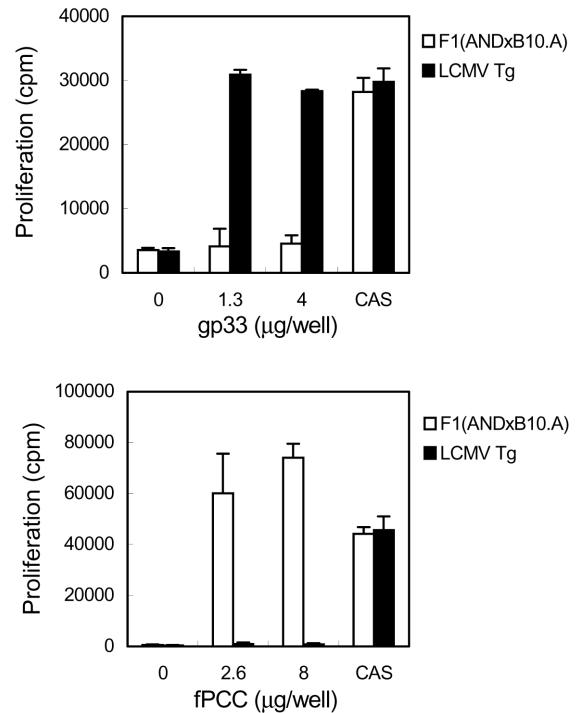 40000
30000
20000
10000
0
Proliferation (cpm)
0 1.3 4 CAS
gp33 (μg/well)
F1(ANDxB10.A)
LCMV Tg
100000
80000
60000
40000
20000
0
Proliferation (cpm)
0 2.6 8 CAS
fPCC (μg/well)
F1(ANDxB10.A)
LCMV Tg